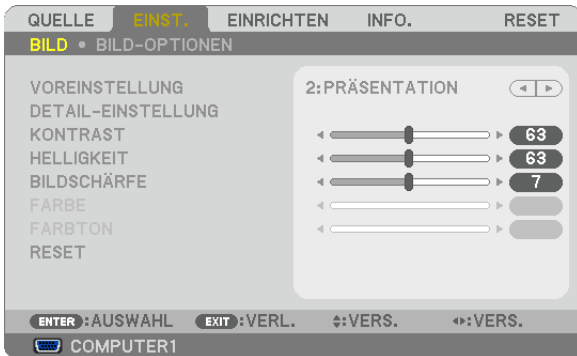 QUELLE EINST. EINRICHTEN INFO. RESET
BILD • BILD-OPTIONEN
VOREINSTELLUNG 2:PRÄSENTATION
DETAIL-EINSTELLUNG
KONTRAST 63
HELLIGKEIT 63
BILDSCHÄRFE 7
FARBE
FARBTON
RESET
ENTER :AUSWAHL EXIT :VERL. :VERS. :VERS.
COMPUTER1